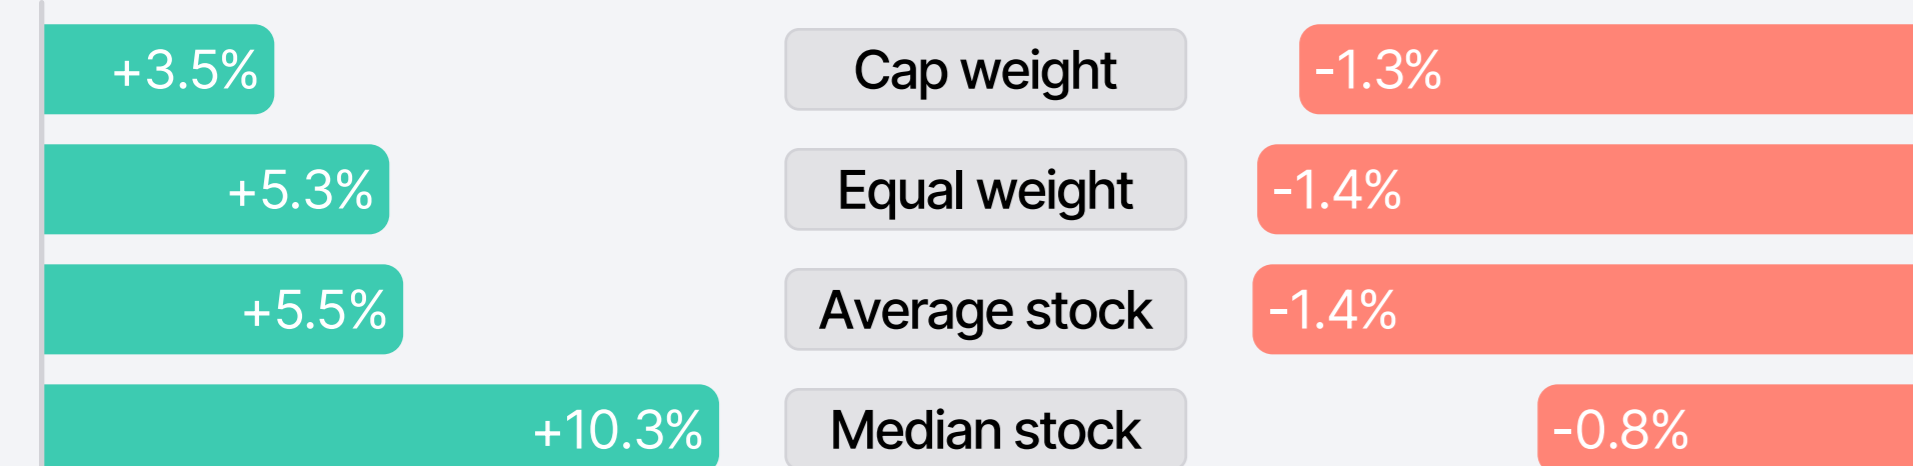 +3.5% Cap weight -1.3%
+5.3% Equal weight -1.4%
+5.5% Average stock -1.4%
+10.3% Median stock -0.8%